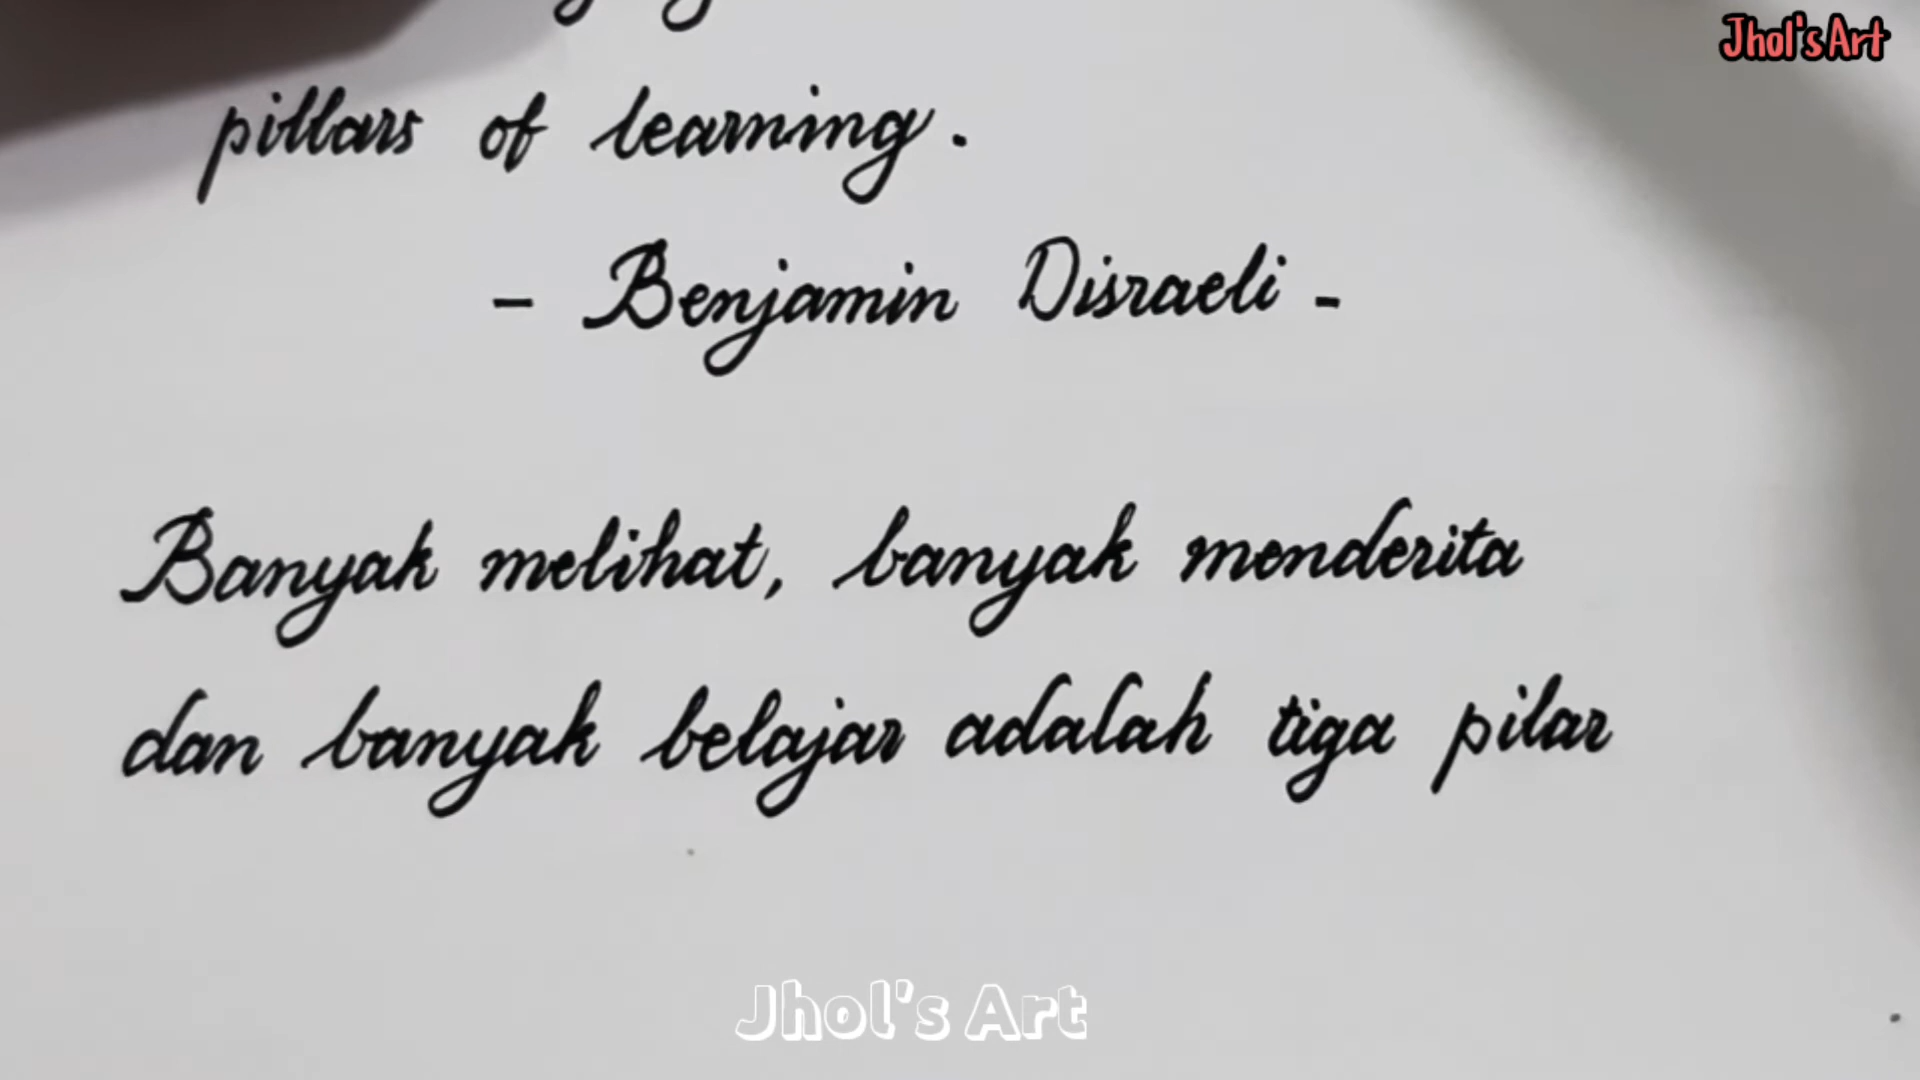 Jhol's Art
pillars of learning.
- Benjamin Disraeli -
Banyak melihat, banyak menderita
dan banyak belajar adalah tiga pilar
Jhol's Art